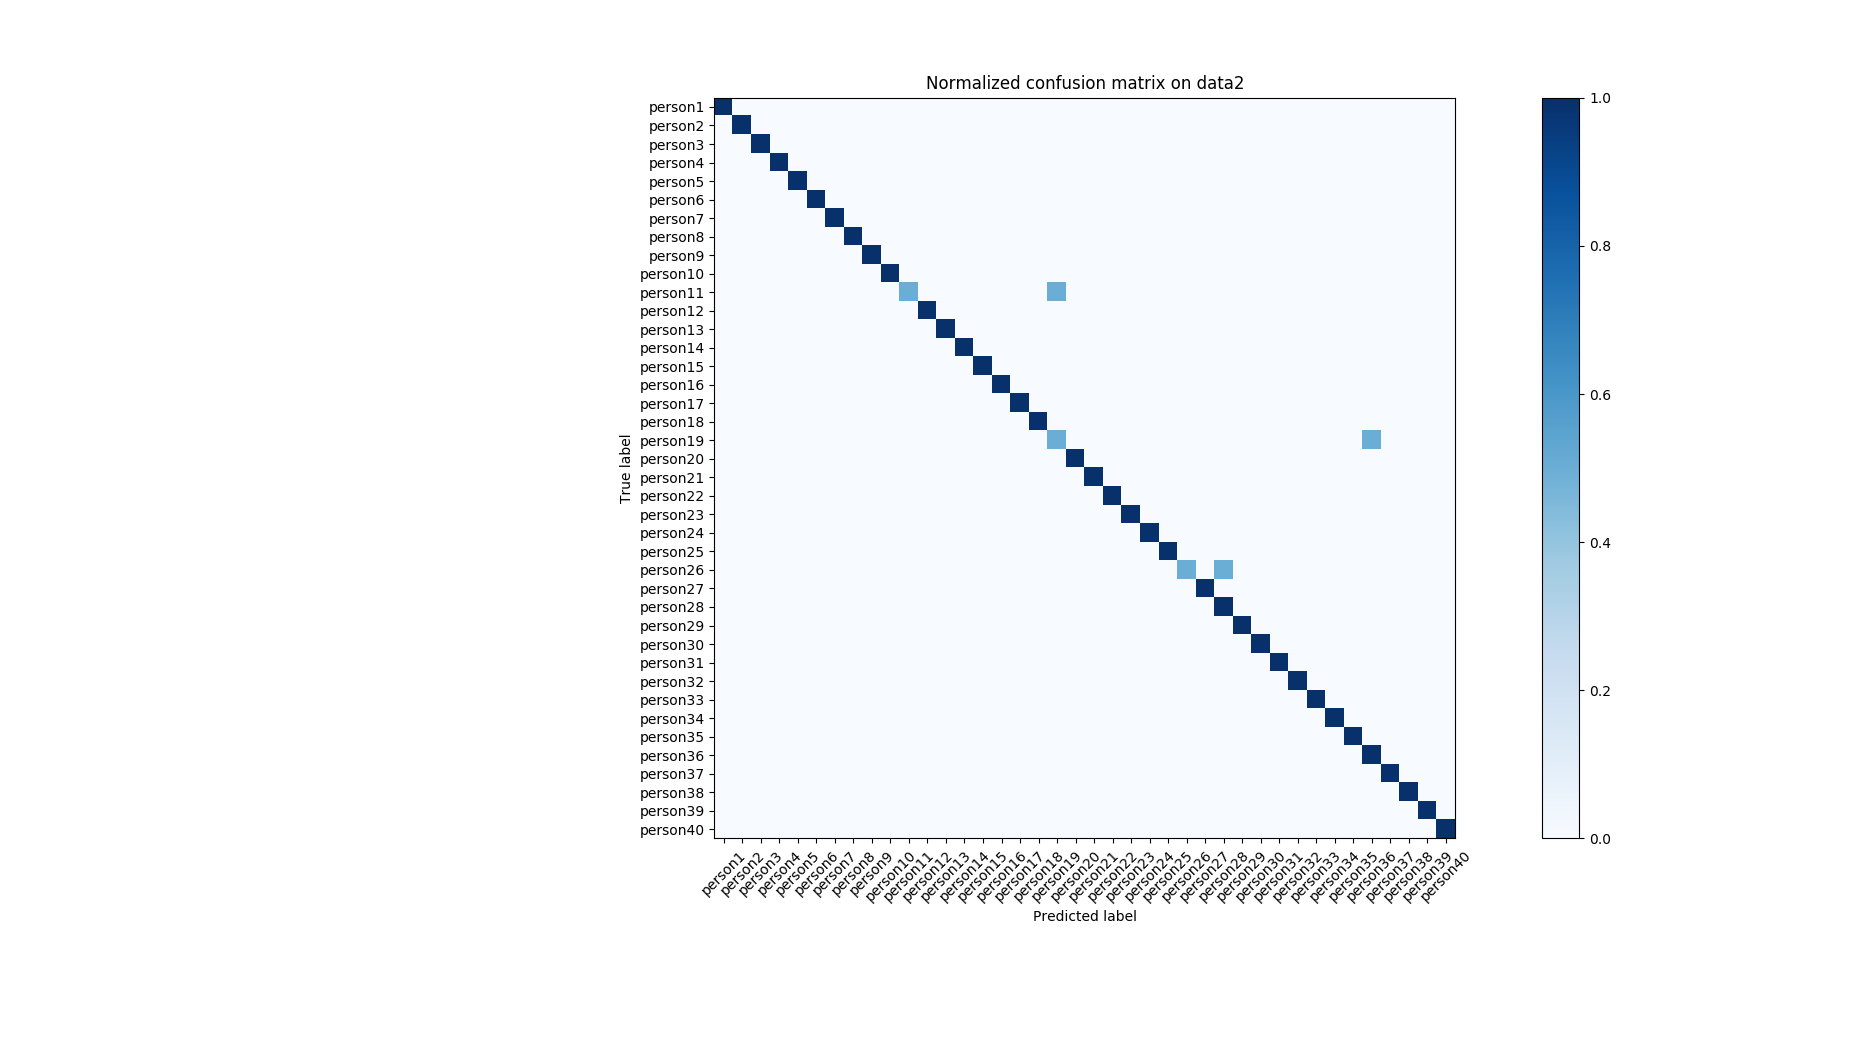 Normalized confusion matrix on data2
person1
person2
person3
person4
person5
person6
person7
person8
person9
person10
person11
person12
person13
person14
person15
person16
person17
person18
person19
person20
person21
person22
person23
person24
person25
person26
person27
person28
person29
person30
person31
person32
person33
person34
person35
person36
person37
person38
person39
person40
True label
person1
person2
person3
person4
person5
person6
person7
person8
person9
person10
person11
person12
person13
person14
person15
person16
person17
person18
person19
person20
person21
person22
person23
person24
person25
person26
person27
person28
person29
person30
person31
person32
person33
person34
person35
person36
person37
person38
person39
person40
Predicted label
1.0
0.8
0.6
0.4
0.2
0.0